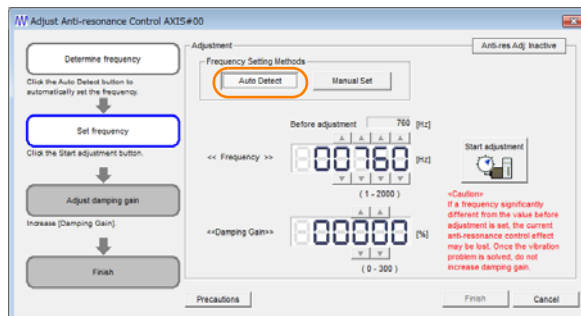 Adjust Anti-resonance Control AXIS#00
Determine frequency
Click the Auto Detect button to
automatically set the frequency.
Set frequency
Click the Start adjustment button.
Adjust damping gain
Increase [Damping Gain].
Finish
Adjustment
Anti-res Adj Inactive
Frequency Setting Methods
Auto Detect
Manual Set
Before adjustment 760 [Hz]
<< Frequency >> 00760 [Hz]
( 1 - 2000 )
<<Damping Gain>> 00000 [%]
( 0 - 300 )
Start adjustment
<Caution>
If a frequency significantly
different from the value before
adjustment is set, the current
anti-resonance control effect
may be lost. Once the vibration
problem is solved, do not
increase damping gain.
Precautions
Finish
Cancel